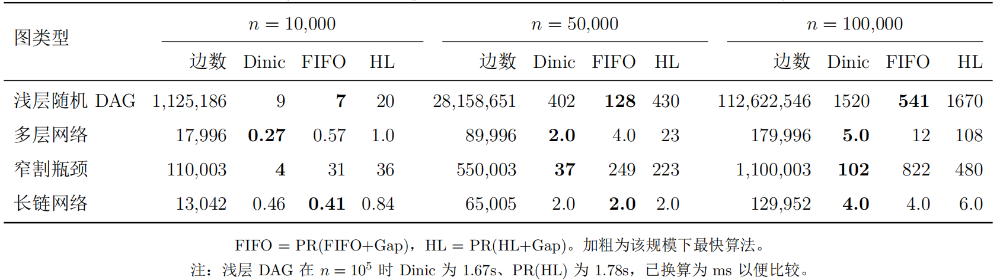 图类型 n = 10,000 n = 50,000 n = 100,000
边数 Dinic FIFO HL 边数 Dinic FIFO HL 边数 Dinic FIFO HL
浅层随机 DAG 1,125,186 9 7 20 28,158,651 402 128 430 112,622,546 1520 541 1670
多层网络 17,996 0.27 0.57 1.0 89,996 2.0 4.0 23 179,996 5.0 12 108
窄割瓶颈 110,003 4 31 36 550,003 37 249 223 1,100,003 102 822 480
长链网络 13,042 0.46 0.41 0.84 65,005 2.0 2.0 2.0 129,952 4.0 4.0 6.0
FIFO = PR(FIFO+Gap)，HL = PR(HL+Gap)。加粗为该规模下最快算法。
注：浅层 DAG 在 n = 10⁵ 时 Dinic 为 1.67s、PR(HL) 为 1.78s，已换算为 ms 以便比较。